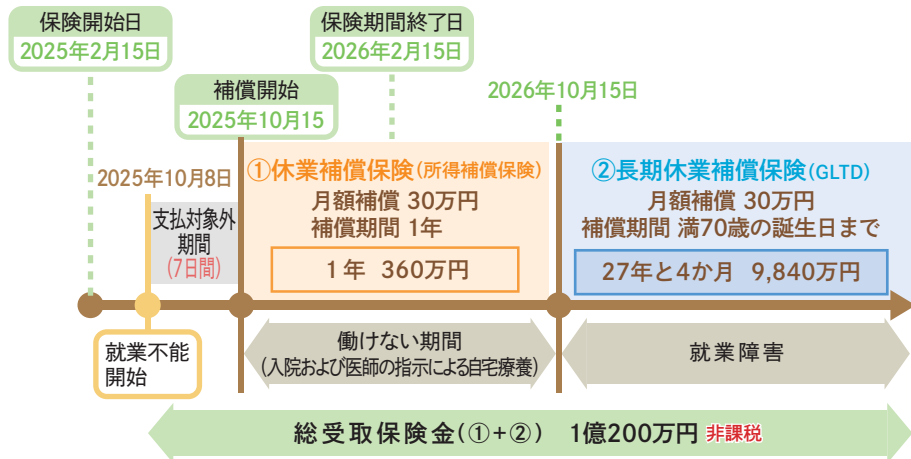 保険開始日
2025年2月15日
保険期間終了日
2026年2月15日
補償開始
2025年10月15
2026年10月15日
2025年10月8日
支払対象外
期間
(7日間)
①休業補償保険(所得補償保険)
月額補償 30万円
補償期間 1年
1年 360万円
②長期休業補償保険(GLTD)
月額補償 30万円
補償期間 満70歳の誕生日まで
27年と4か月 9,840万円
就業不能
開始
働けない期間
(入院および医師の指示による自宅療養)
就業障害
総受取保険金(①+②) 1億200万円 非課税